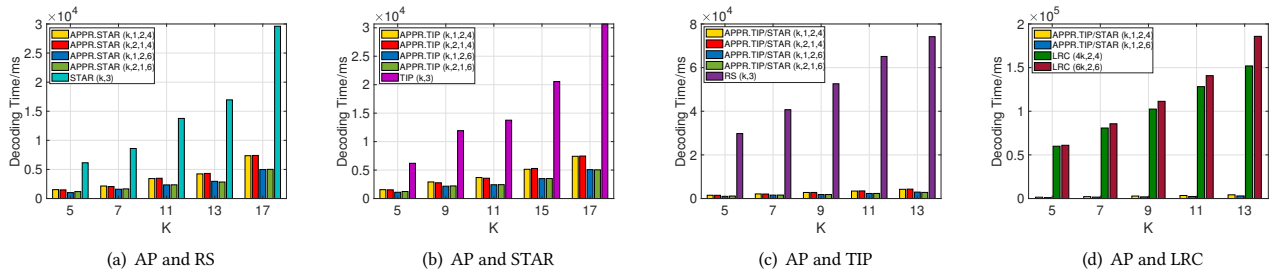 ×10⁴
3
2.5
2
1.5
1
0.5
0
Decoding Time/ms
APPR.STAR (k,1,2,4)
APPR.STAR (k,2,1,4)
APPR.STAR (k,1,2,6)
APPR.STAR (k,2,1,6)
STAR (k,3)
5 7 11 13 17
K
(a) AP and RS
×10⁴
3
2.5
2
1.5
1
0.5
0
Decoding Time/ms
APPR.TIP (k,1,2,4)
APPR.TIP (k,2,1,4)
APPR.TIP (k,1,2,6)
APPR.TIP (k,2,1,6)
TIP (k,3)
5 9 11 15 17
K
(b) AP and STAR
×10⁴
8
6
4
2
0
Decoding Time/ms
APPR.TIP/STAR (k,1,2,4)
APPR.TIP/STAR (k,2,1,4)
APPR.TIP/STAR (k,1,2,6)
APPR.TIP/STAR (k,2,1,6)
RS (k,3)
5 7 9 11 13
K
(c) AP and TIP
×10⁵
2
1.5
1
0.5
0
Decoding Time/ms
APPR.TIP/STAR (k,1,2,4)
APPR.TIP/STAR (k,1,2,6)
LRC (4k,2,4)
LRC (6k,2,6)
5 7 9 11 13
K
(d) AP and LRC